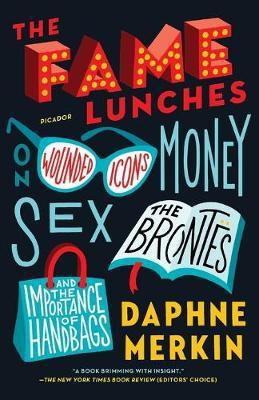 THE
FAME
LUNCHES
PICADOR
ON
WOUNDED ICONS
MONEY
SEX
THE
BRONTËS
AND
THE
IMPORTANCE
OF
HANDBAGS
DAPHNE
MERKIN
"A BOOK BRIMMING WITH INSIGHT."
—THE NEW YORK TIMES BOOK REVIEW (EDITORS' CHOICE)